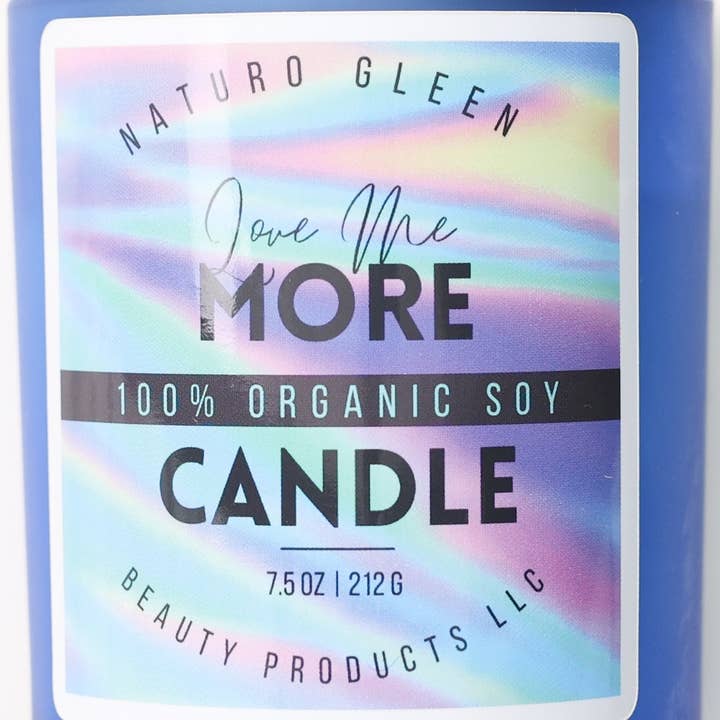 NATURO GLEEN
Love Me
MORE
100% ORGANIC SOY
CANDLE
7.5 OZ | 212 G
BEAUTY PRODUCTS LLC